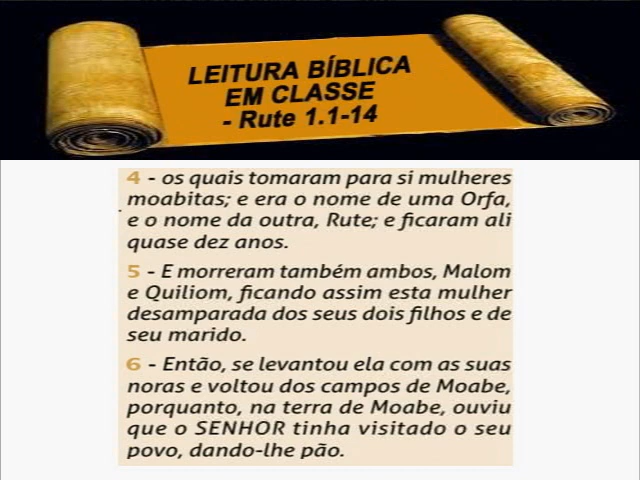 LEITURA BÍBLICA
EM CLASSE
- Rute 1.1-14
4 - os quais tomaram para si mulheres
moabitas; e era o nome de uma Orfa,
e o nome da outra, Rute; e ficaram ali
quase dez anos.
5 - E morreram também ambos, Malom
e Quiliom, ficando assim esta mulher
desamparada dos seus dois filhos e de
seu marido.
6 - Então, se levantou ela com as suas
noras e voltou dos campos de Moabe,
porquanto, na terra de Moabe, ouviu
que o SENHOR tinha visitado o seu
povo, dando-lhe pão.